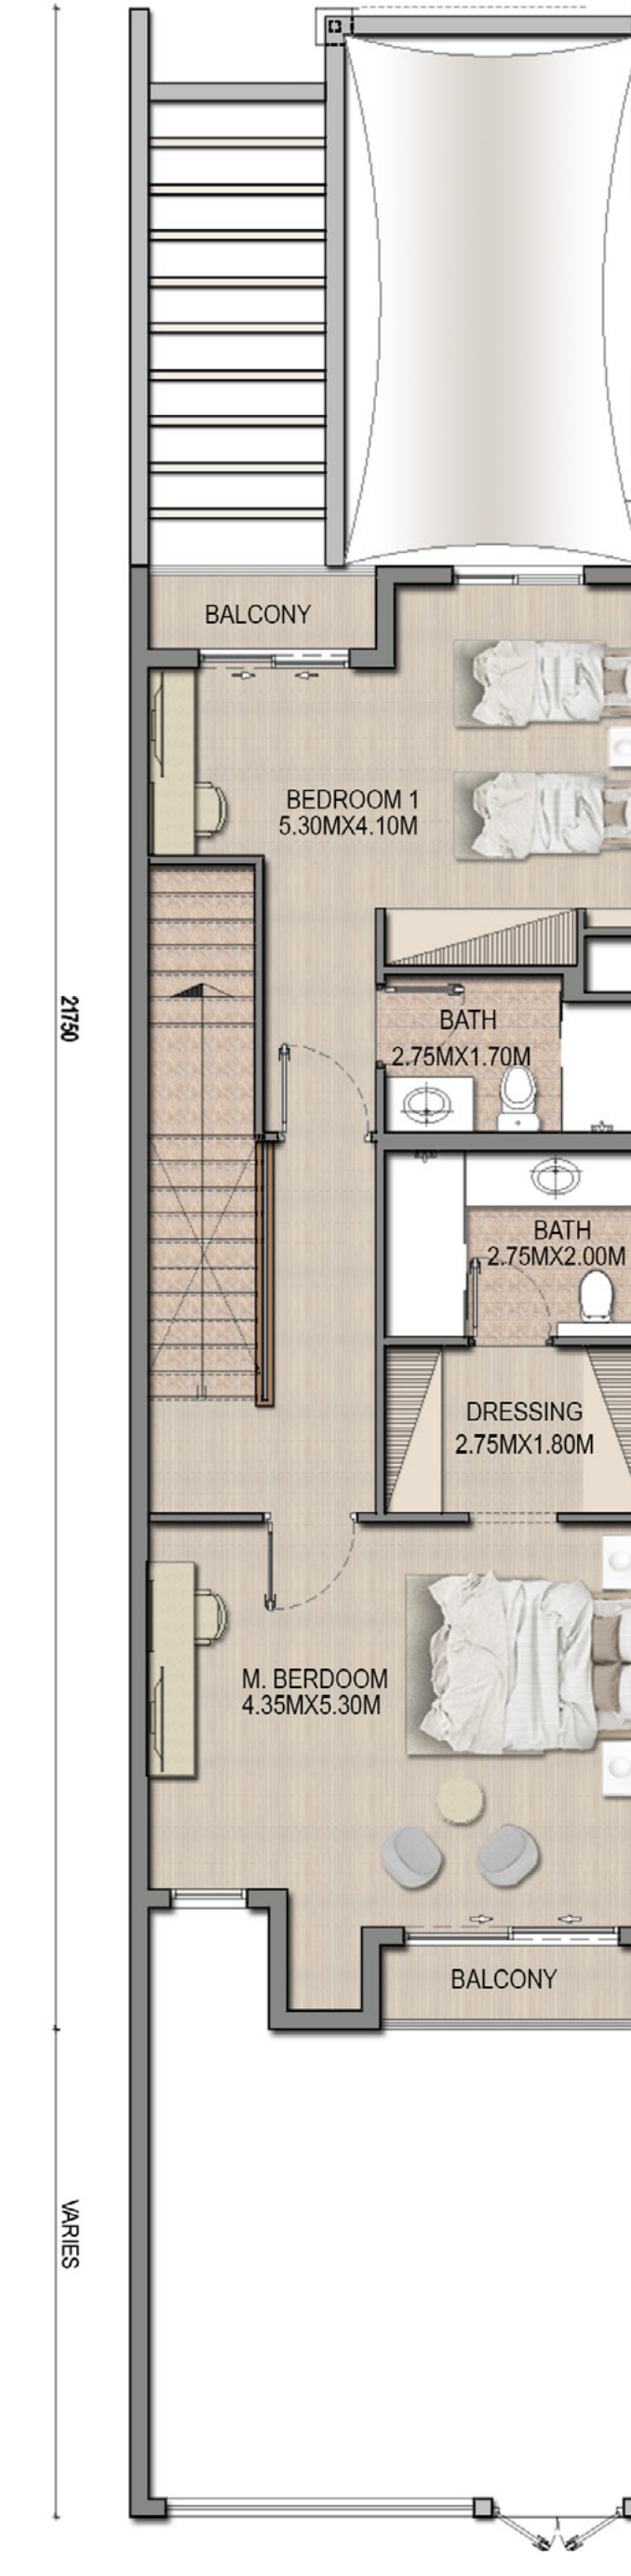 BALCONY
BEDROOM 1
5.30MX4.10M
21750
BATH
2.75MX1.70M
BATH
2.75MX2.00M
DRESSING
2.75MX1.80M
M. BERDOOM
4.35MX5.30M
BALCONY
VARIES